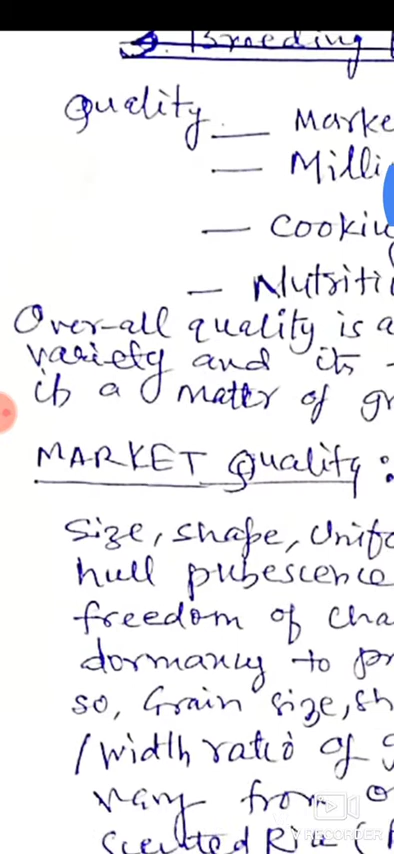 3. Breeding
Quality — Marke
— Milli
— Cookin
— Nutriti
Over-all quality is a
variety and its
is a matter of gr
MARKET Quality :
Size, shape, Unifo
hull pubescence
freedom of cha
dormancy to pr
so, Grain size, sh
/width ratio of g
vary from o
Scented Rice (
V RECORDER